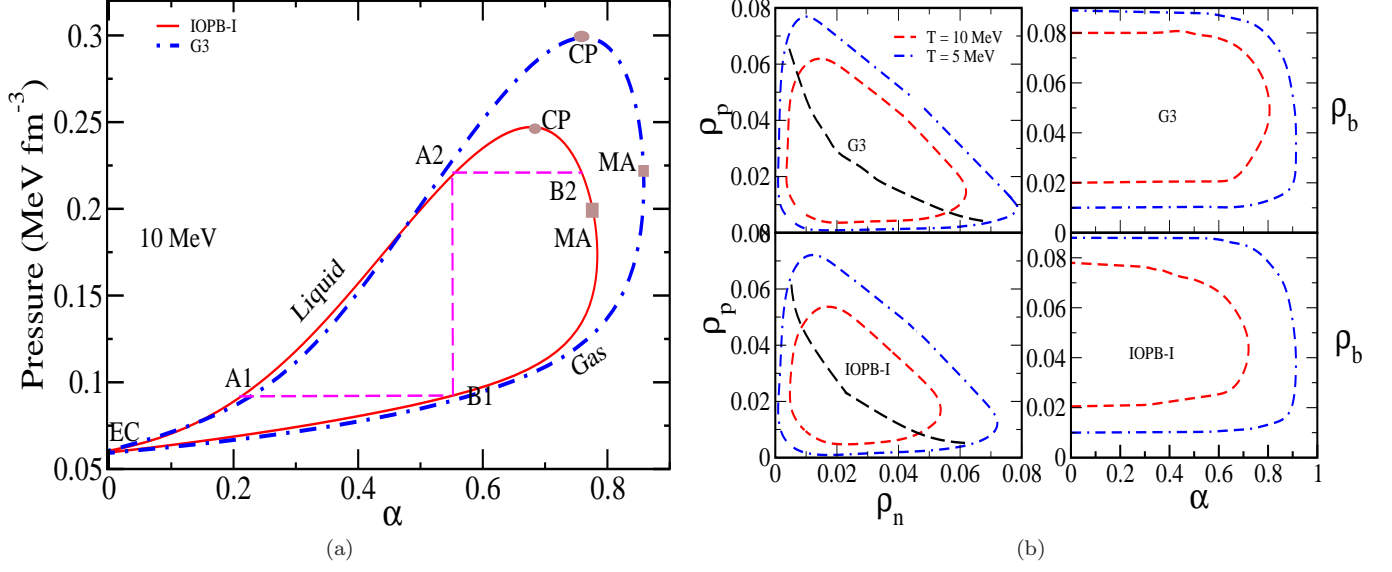 IOPB-I
G3
0.3
0.25
0.2
0.15
0.1
0.05
Pressure (MeV fm⁻³)
CP
CP
A2
MA
B2
MA
10 MeV
Liquid
A1
B1
Gas
EC
0
0.2
0.4
0.6
0.8
α
(a)
0.08
0.06
0.04
0.02
0.08
ρp
T = 10 MeV
T = 5 MeV
G3
0.06
0.04
0.02
0
ρp
IOPB-I
0
0.02
0.04
0.06
0.08
ρn
0.08
0.06
0.04
0.02
0
G3
ρb
0.08
0.06
0.04
0.02
0
IOPB-I
ρb
0
0.2
0.4
0.6
0.8
1
α
(b)